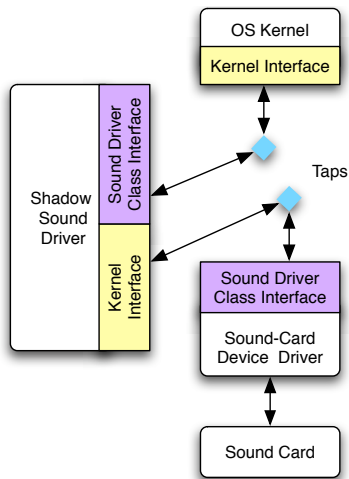 OS Kernel
Kernel Interface
Sound Driver
Class Interface
Shadow
Sound
Driver
Kernel
Interface
Taps
Sound Driver
Class Interface
Sound-Card
Device Driver
Sound Card